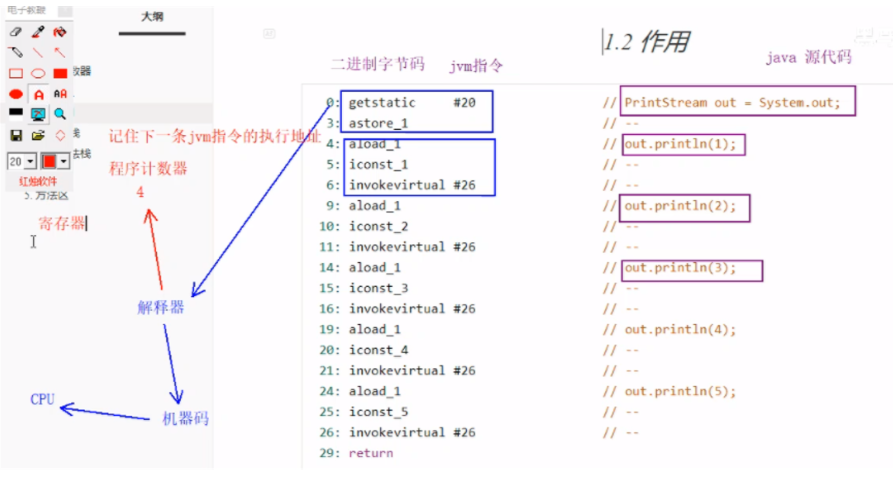 电子教鞭
大纲
1.2 作用
二进制字节码 jvm指令
java 源代码
0: getstatic #20 // PrintStream out = System.out;
3: astore_1 // --
4: aload_1 // out.println(1);
5: iconst_1 // --
6: invokevirtual #26 // --
9: aload_1 // out.println(2);
10: iconst_2 // --
11: invokevirtual #26 // --
14: aload_1 // out.println(3);
15: iconst_3 // --
16: invokevirtual #26 // --
19: aload_1 // out.println(4);
20: iconst_4 // --
21: invokevirtual #26 // --
24: aload_1 // out.println(5);
25: iconst_5 // --
26: invokevirtual #26 // --
29: return
数器
A AA
栈
法栈
20
红烛软件
5. 方法区
记住下一条jvm指令的执行地址
程序计数器
4
寄存器
解释器
CPU
机器码